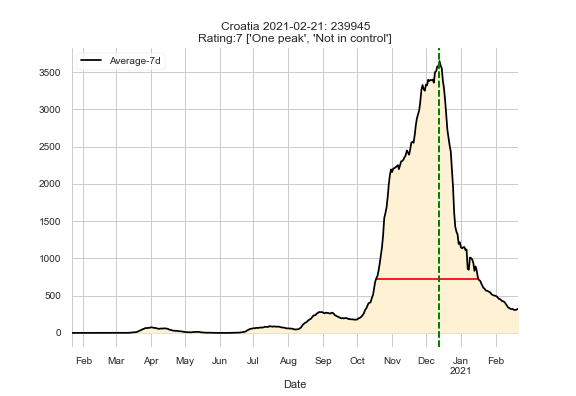 Croatia 2021-02-21: 239945
Rating:7 ['One peak', 'Not in control']
Average-7d
3500
3000
2500
2000
1500
1000
500
0
Feb Mar Apr May Jun Jul Aug Sep Oct Nov Dec Jan Feb
2021
Date